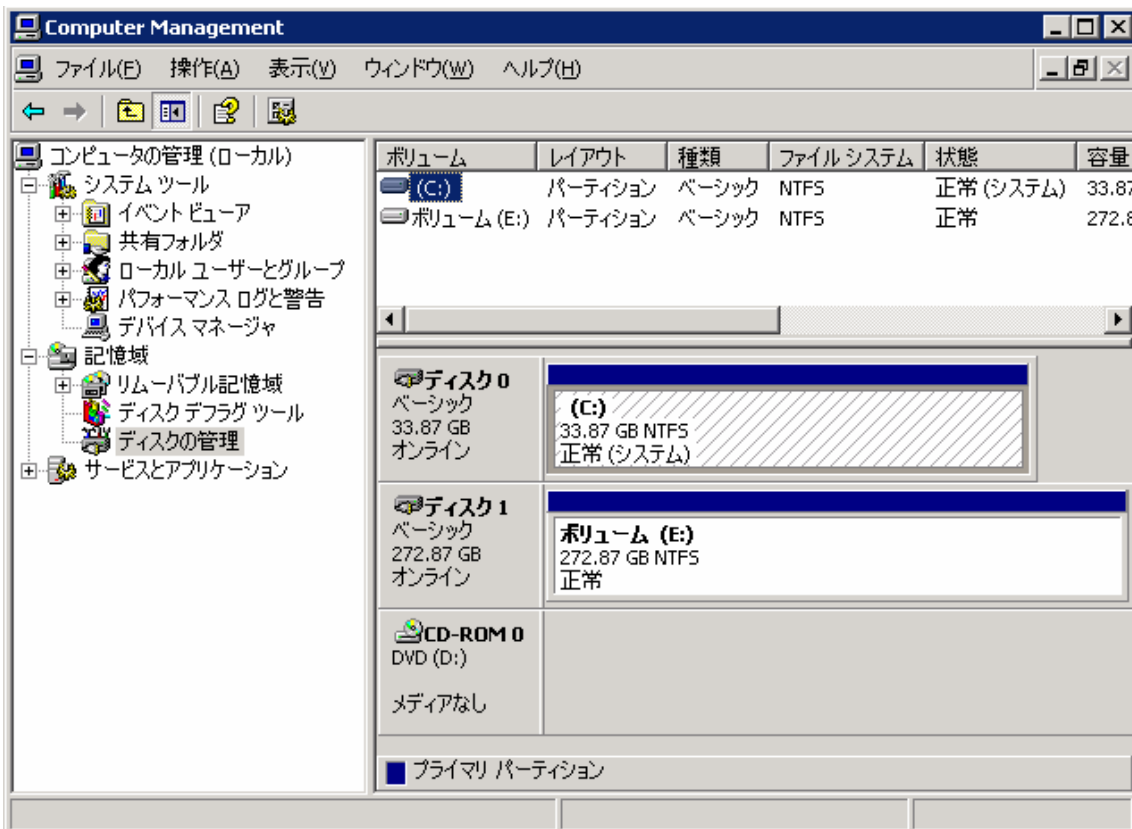 Computer Management
ファイル(F) 操作(A) 表示(V) ウィンドウ(W) ヘルプ(H)
コンピュータの管理 (ローカル)
システム ツール
イベント ビューア
共有フォルダ
ローカル ユーザーとグループ
パフォーマンス ログと警告
デバイス マネージャ
記憶域
リムーバブル記憶域
ディスク デフラグ ツール
ディスクの管理
サービスとアプリケーション
ボリューム レイアウト 種類 ファイル システム 状態 容量
(C:) パーティション ベーシック NTFS 正常 (システム) 33.87
ボリューム (E:) パーティション ベーシック NTFS 正常 272.8
ディスク 0
ベーシック
33.87 GB
オンライン
(C:)
33.87 GB NTFS
正常 (システム)
ディスク 1
ベーシック
272.87 GB
オンライン
ボリューム (E:)
272.87 GB NTFS
正常
CD-ROM 0
DVD (D:)
メディアなし
プライマリ パーティション